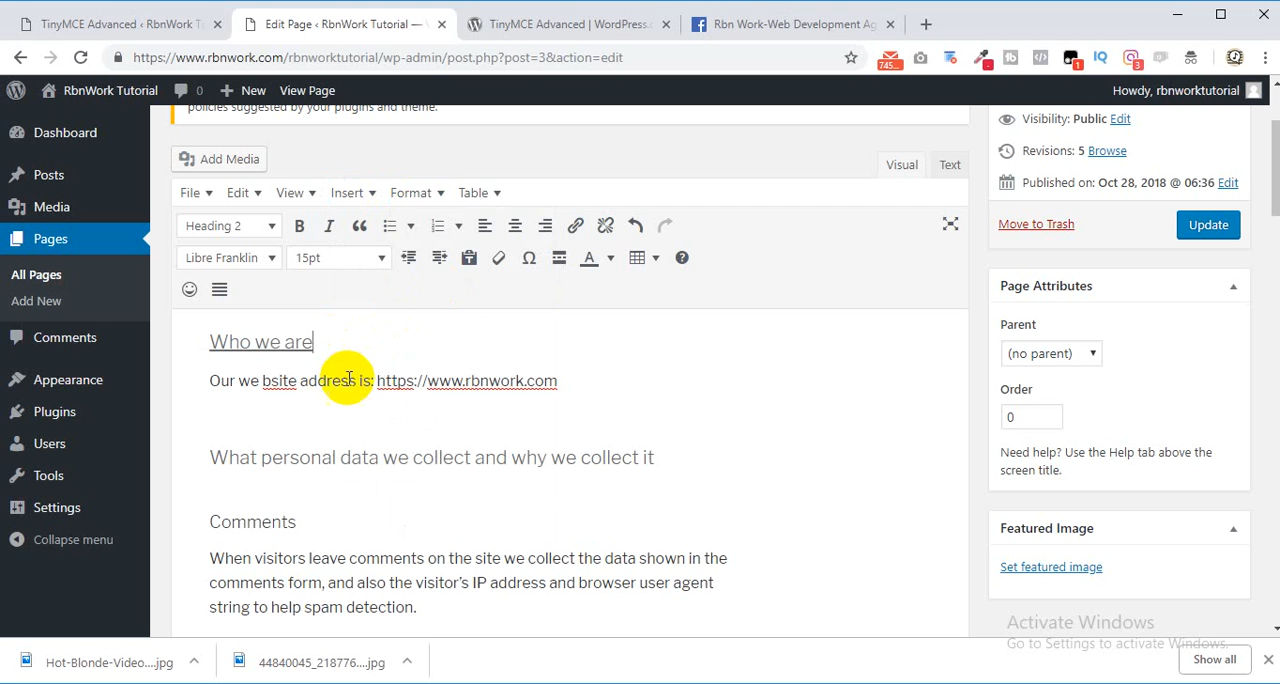 TinyMCE Advanced ‹ RbnWork Tut
Edit Page ‹ RbnWork Tutorial —
TinyMCE Advanced | WordPress.
Rbn Work-Web Development Ag
https://www.rbnwork.com/rbnworktutorial/wp-admin/post.php?post=3&action=edit
745...
1
IQ
3
RbnWork Tutorial
0
New
View Page
Howdy, rbnworktutorial
Dashboard
Posts
Media
Pages
All Pages
Add New
Comments
Appearance
Plugins
Users
Tools
Settings
Collapse menu
policies suggested by your plugins and theme.
Add Media
Visual
Text
File
Edit
View
Insert
Format
Table
Heading 2
Libre Franklin
15pt
Who we are
Our we bsite address is: https://www.rbnwork.com
What personal data we collect and why we collect it
Comments
When visitors leave comments on the site we collect the data shown in the
comments form, and also the visitor’s IP address and browser user agent
string to help spam detection.
Visibility: Public Edit
Revisions: 5 Browse
Published on: Oct 28, 2018 @ 06:36 Edit
Move to Trash
Update
Page Attributes
Parent
(no parent)
Order
0
Need help? Use the Help tab above the
screen title.
Featured Image
Set featured image
Activate Windows
Go to Settings to activate Windows.
Hot-Blonde-Video....jpg
44840045_218776....jpg
Show all